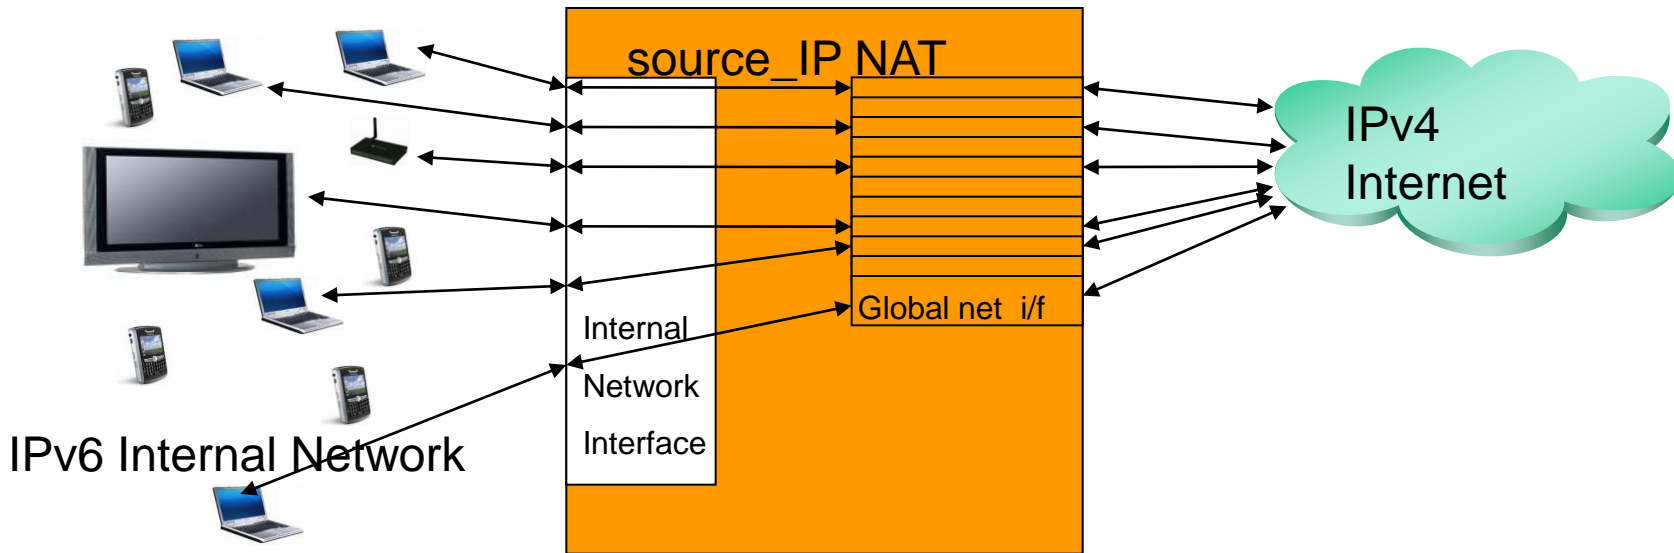 source_IP NAT
IPv4
Internet
Global net i/f
Internal
Network
Interface
IPv6 Internal Network